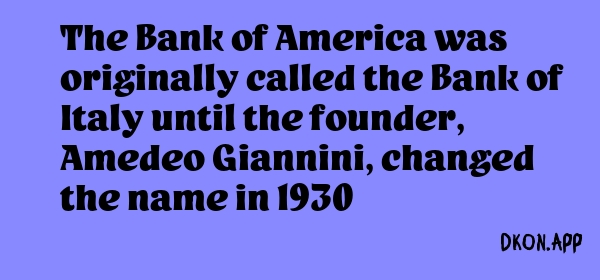 The Bank of America was
originally called the Bank of
Italy until the founder,
Amedeo Giannini, changed
the name in 1930
DKON.APP